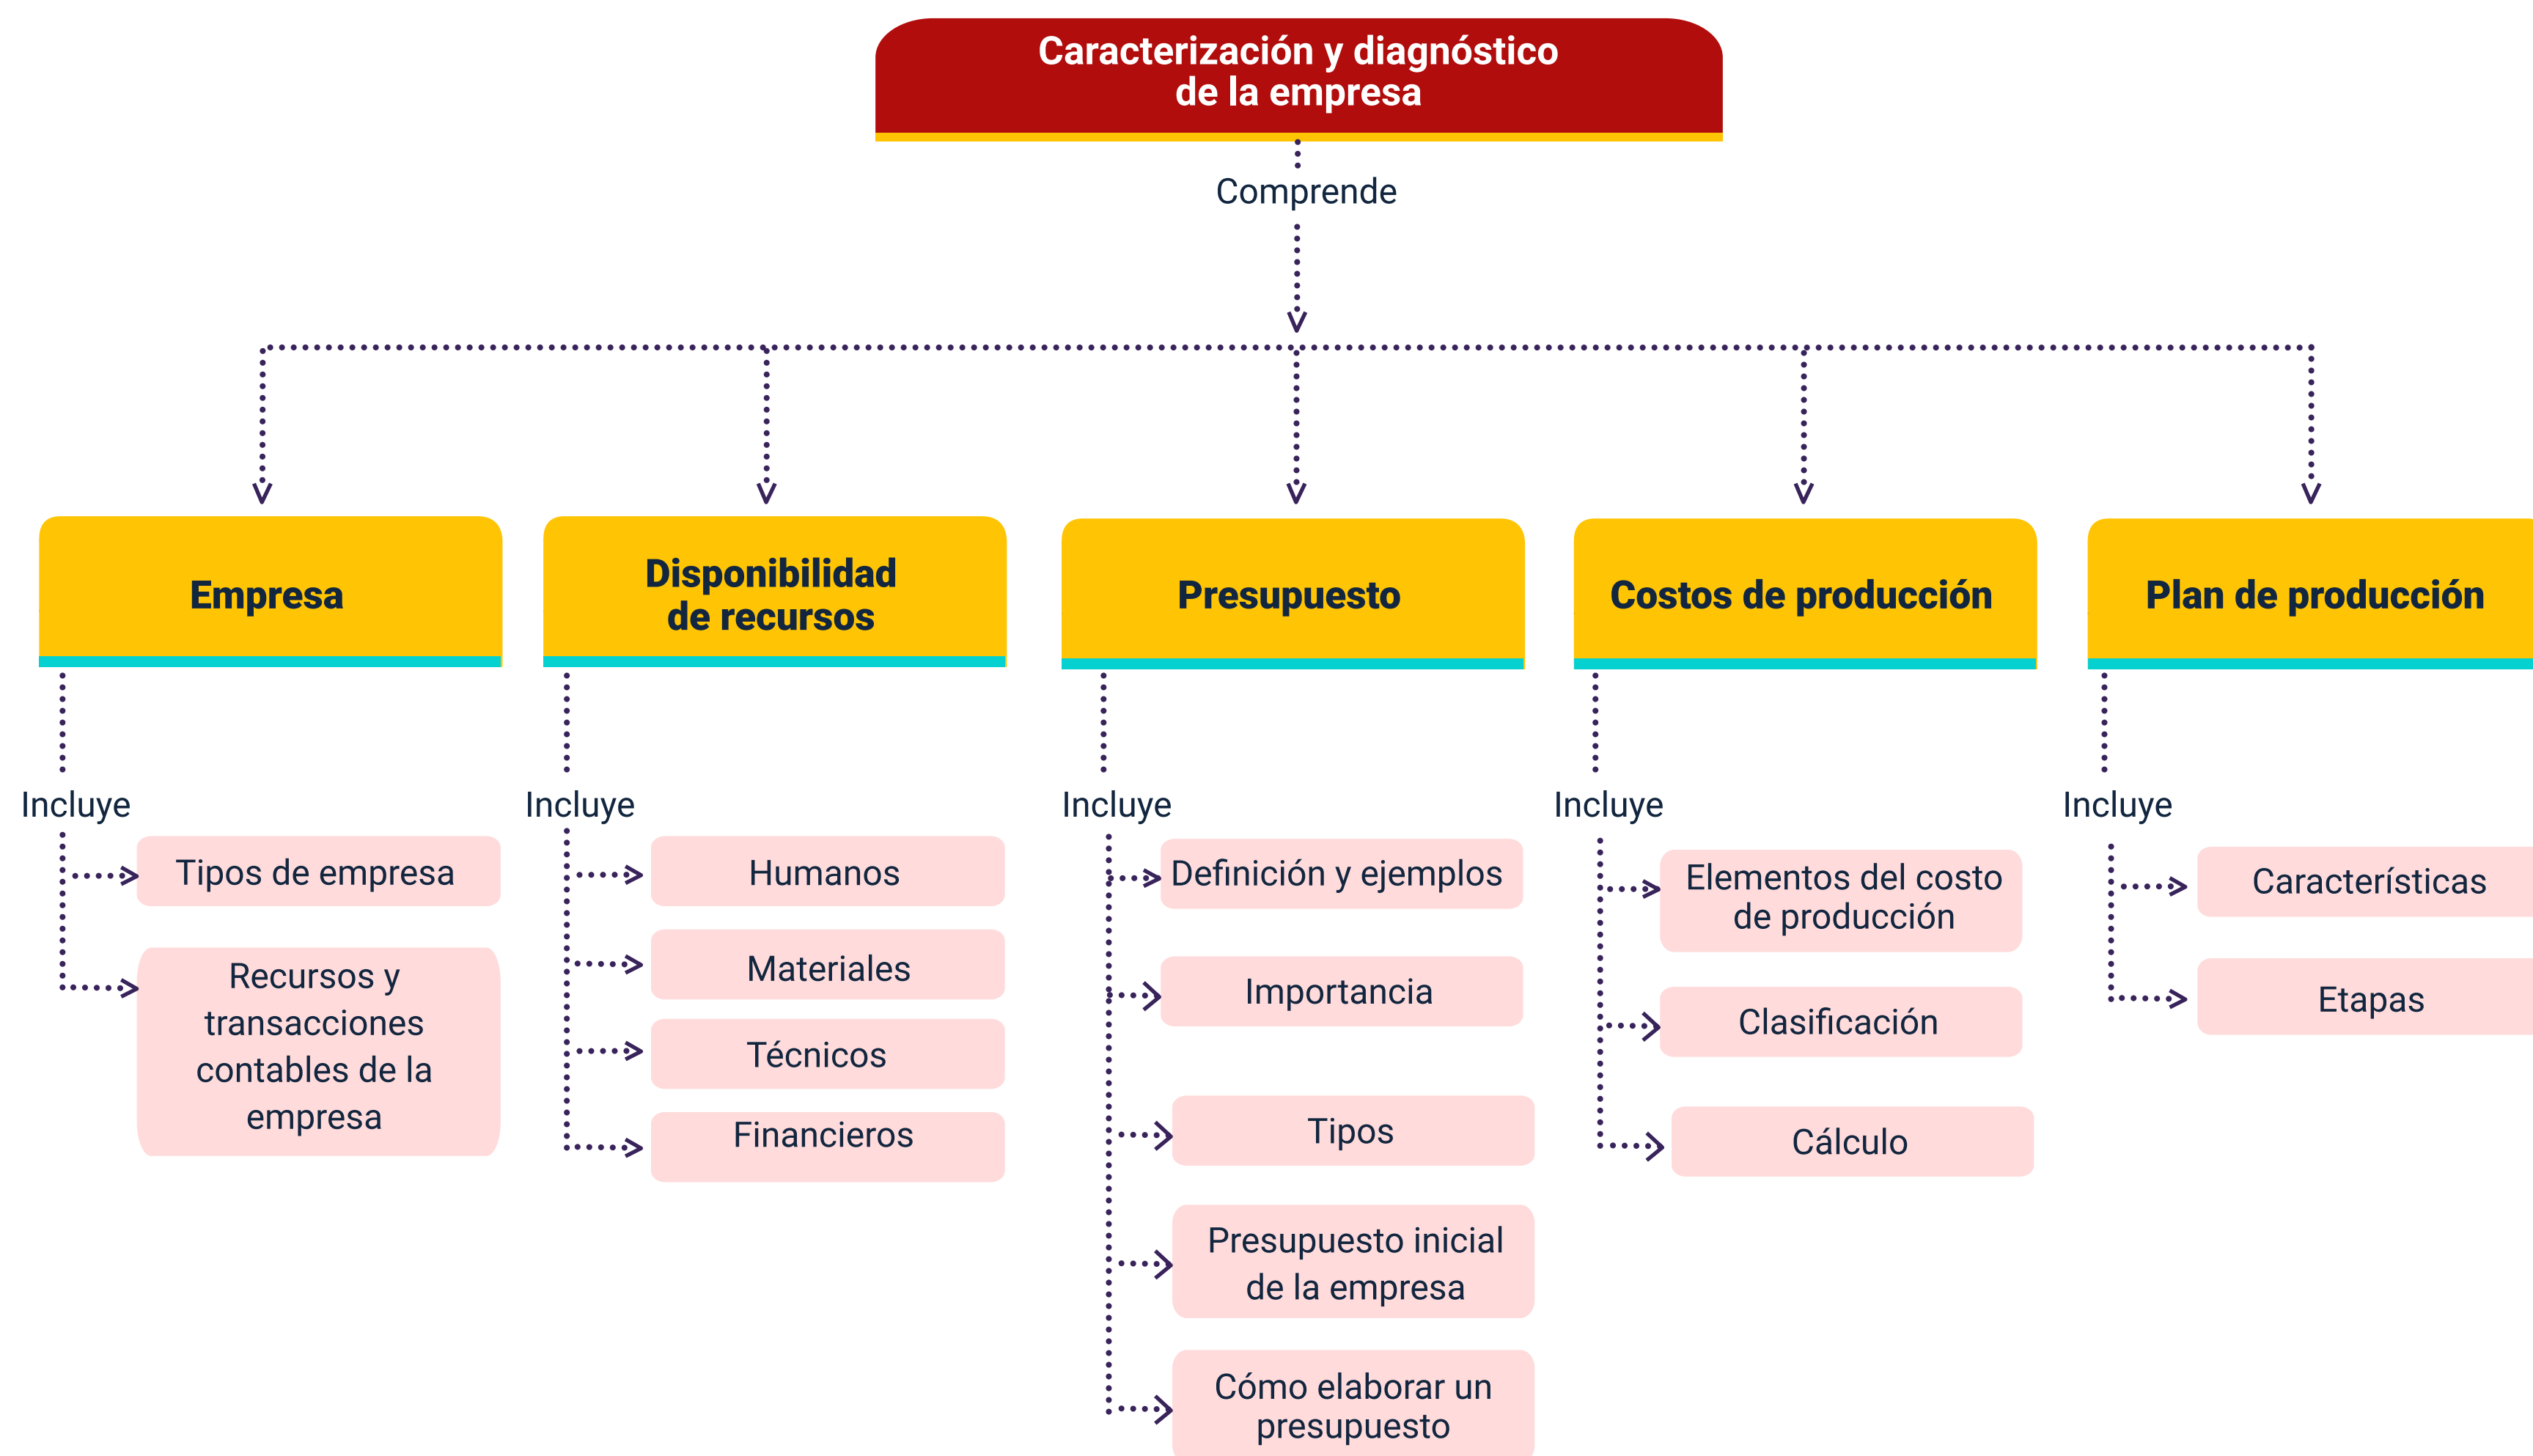 Caracterización y diagnóstico
de la empresa
Comprende
Empresa
Disponibilidad
de recursos
Presupuesto
Costos de producción
Plan de producción
Incluye
Tipos de empresa
Recursos y
transacciones
contables de la
empresa
Incluye
Humanos
Materiales
Técnicos
Financieros
Incluye
Definición y ejemplos
Importancia
Tipos
Presupuesto inicial
de la empresa
Cómo elaborar un
presupuesto
Incluye
Elementos del costo
de producción
Clasificación
Cálculo
Incluye
Características
Etapas